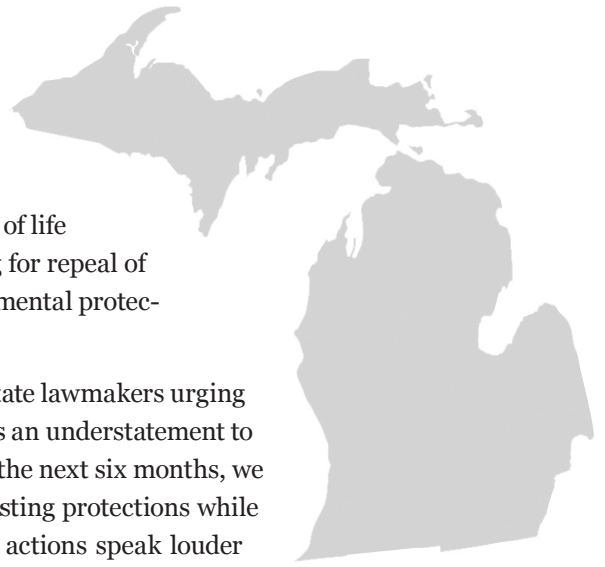 of life
for repeal of
mental protec-
ate lawmakers urging
s an understatement to
the next six months, we
sting protections while
actions speak louder